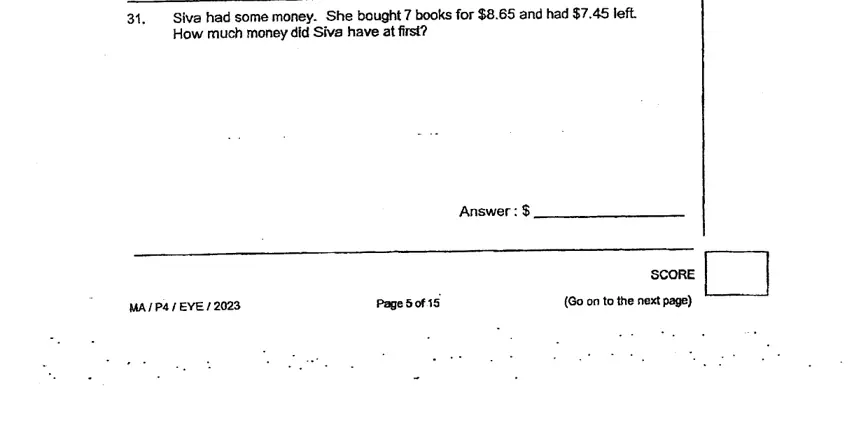 31. Siva had some money. She bought 7 books for $8.65 and had $7.45 left.
How much money did Siva have at first?
Answer : $
SCORE
MA / P4 / EYE / 2023
Page 5 of 15
(Go on to the next page)